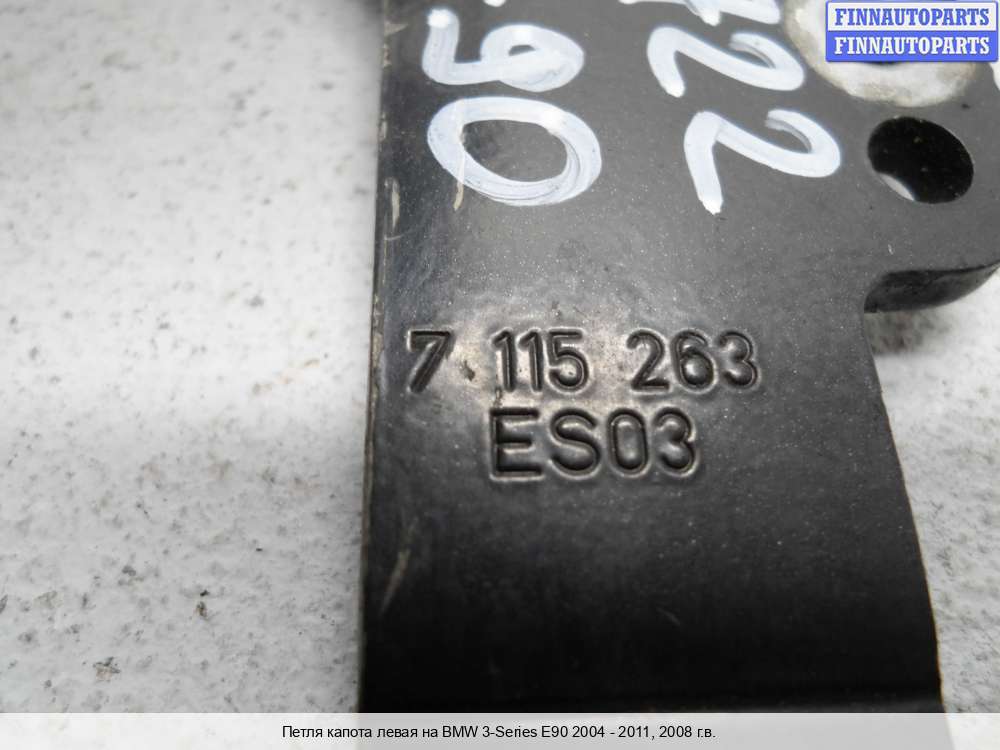 FINNAUTOPARTS
FINNAUTOPARTS
7 115 263
ES03
Петля капота левая на BMW 3-Series E90 2004 - 2011, 2008 г.в.